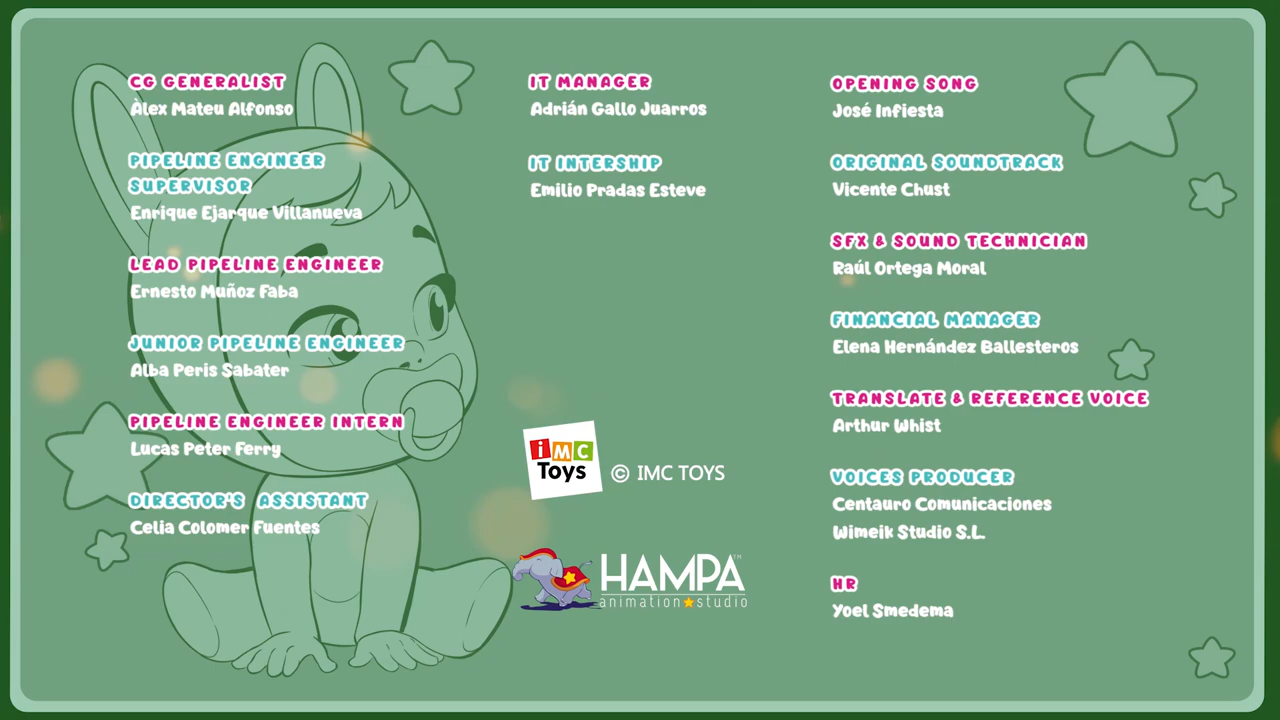 CG GENERALIST
Àlex Mateu Alfonso
PIPELINE ENGINEER
SUPERVISOR
Enrique Ejarque Villanueva
LEAD PIPELINE ENGINEER
Ernesto Muñoz Faba
JUNIOR PIPELINE ENGINEER
Alba Peris Sabater
PIPELINE ENGINEER INTERN
Lucas Peter Ferry
DIRECTOR'S ASSISTANT
Celia Colomer Fuentes
IT MANAGER
Adrián Gallo Juarros
IT INTERSHIP
Emilio Pradas Esteve
iMC
Toys
© IMC TOYS
HAMPA™
animation studio
OPENING SONG
José Infiesta
ORIGINAL SOUNDTRACK
Vicente Chust
SFX & SOUND TECHNICIAN
Raúl Ortega Moral
FINANCIAL MANAGER
Elena Hernández Ballesteros
TRANSLATE & REFERENCE VOICE
Arthur Whist
VOICES PRODUCER
Centauro Comunicaciones
Wimeik Studio S.L.
HR
Yoel Smedema